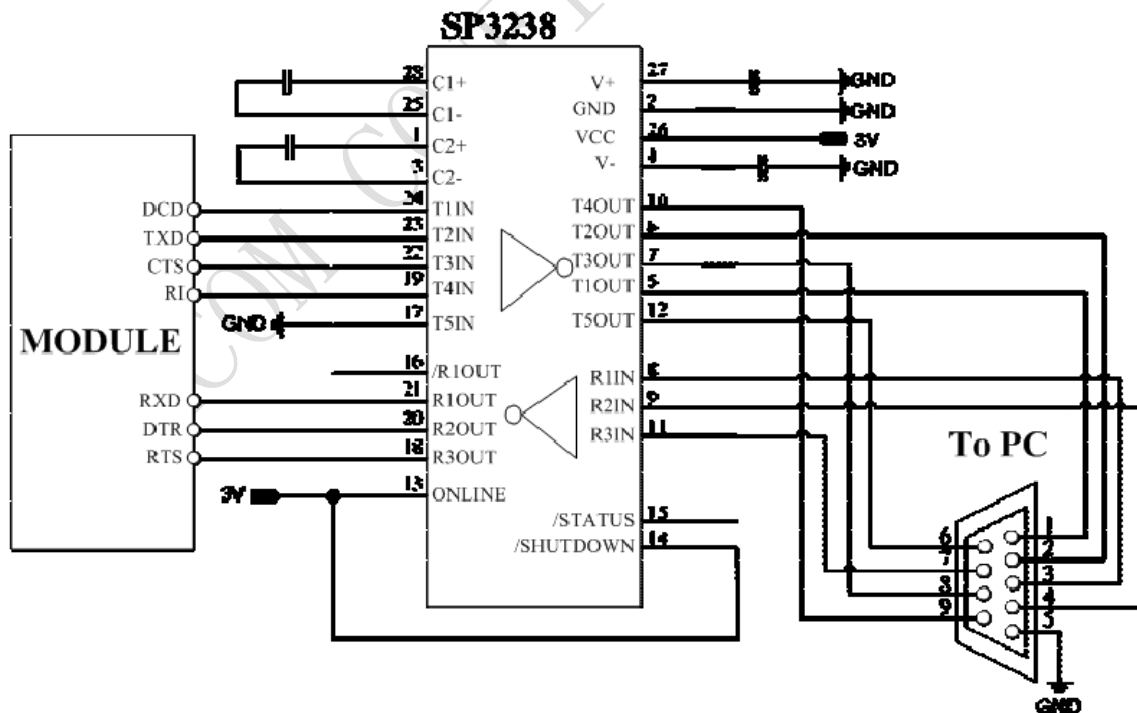 SP3238
28
C1+
25
C1-
1
C2+
3
C2-
24
DCD
T1IN
23
TXD
T2IN
22
CTS
T3IN
19
RI
T4IN
17
GND
T5IN
MODULE
16
/R1OUT
21
RXD
R1OUT
20
DTR
R2OUT
18
RTS
R3OUT
13
3V
ONLINE
27
V+
GND
2
GND
GND
26
VCC
3V
V-
GND
10
T4OUT
6
T2OUT
7
T3OUT
5
T1OUT
12
T5OUT
8
R1IN
9
R2IN
11
R3IN
15
/STATUS
14
/SHUTDOWN
To PC
6
7
8
9
1
2
3
4
5
GND